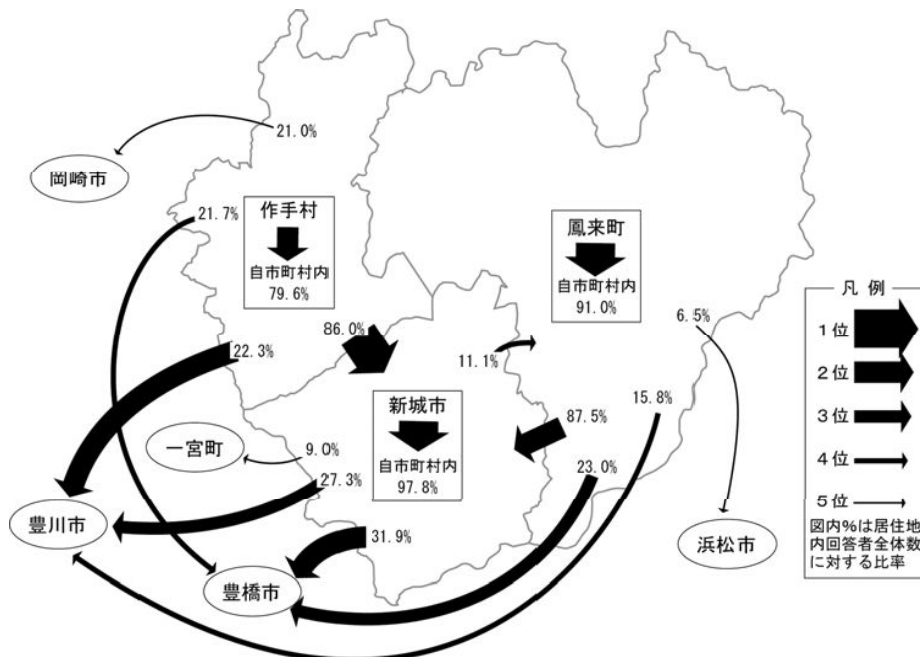 21.0%
岡崎市
21.7%
作手村
自市町村内
79.6%
鳳来町
自市町村内
91.0%
凡 例
1位
2位
3位
4位
5位
図内%は居住地
内回答者全体数
に対する比率
6.5%
86.0%
22.3%
11.1%
新城市
自市町村内
97.8%
15.8%
87.5%
一宮町
9.0%
23.0%
27.3%
豊川市
31.9%
浜松市
豊橋市